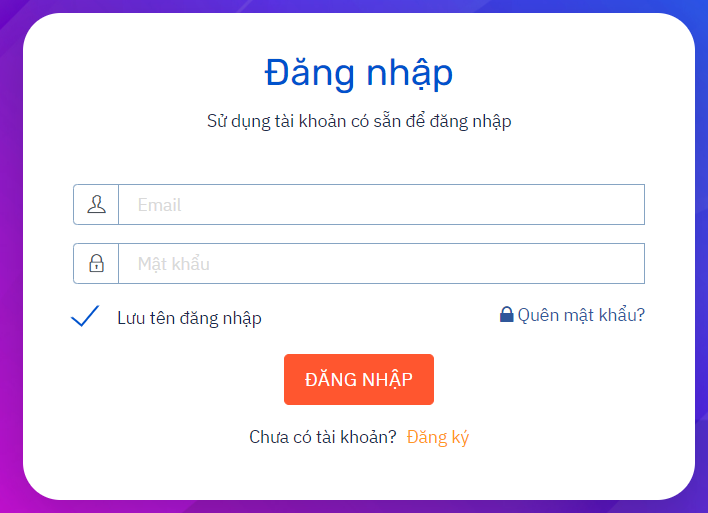 Đăng nhập
Sử dụng tài khoản có sẵn để đăng nhập
Email
Mật khẩu
Lưu tên đăng nhập
Quên mật khẩu?
ĐĂNG NHẬP
Chưa có tài khoản? Đăng ký